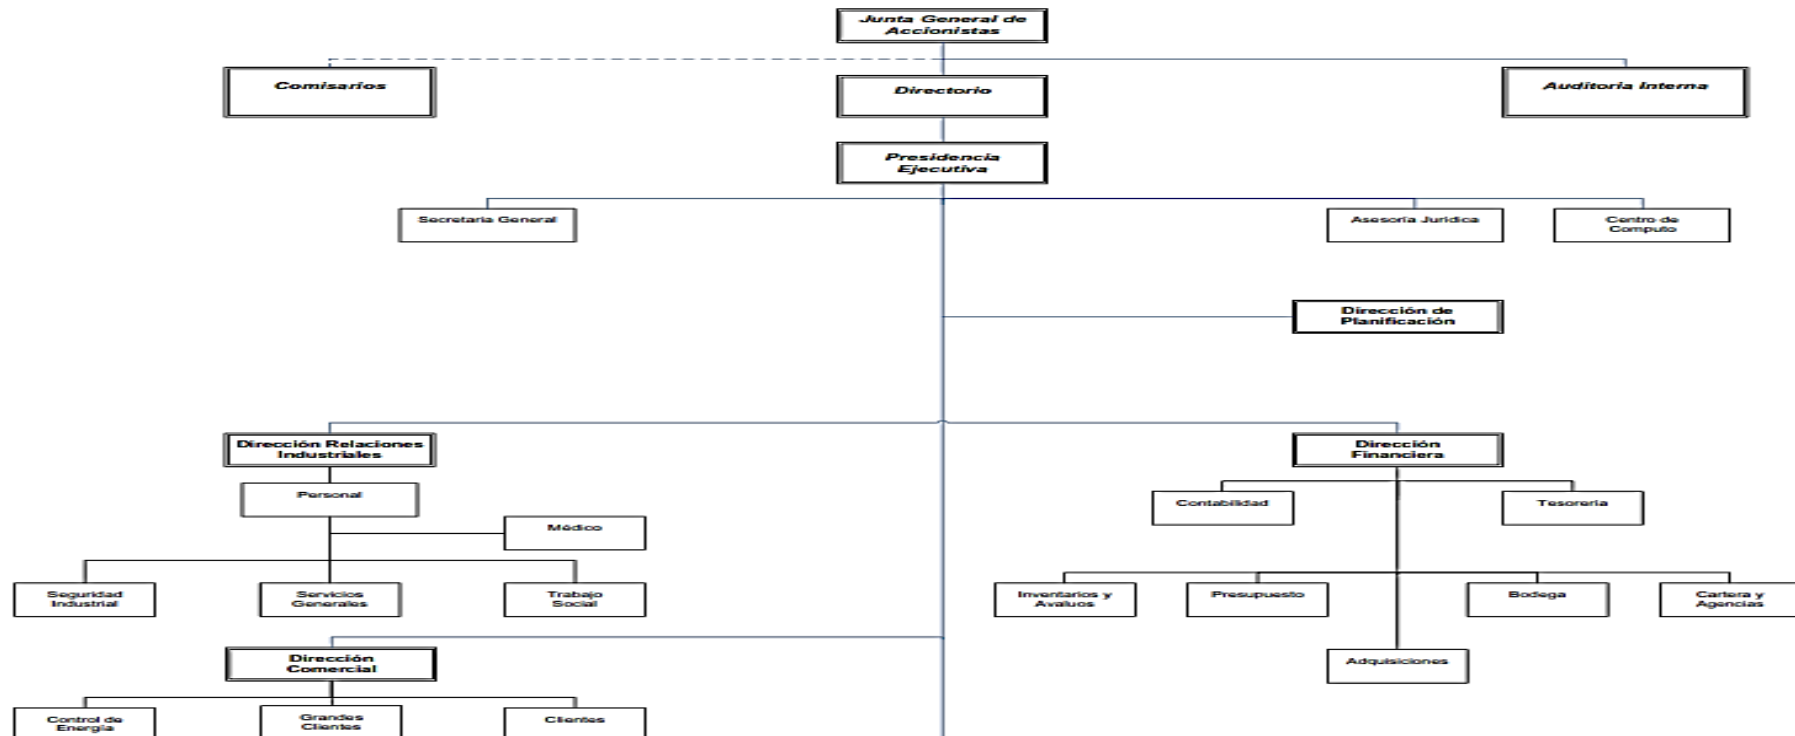 Junta General de
Accionistas
Comisarios
Directorio
Auditoria Interna
Presidencia
Ejecutiva
Secretaria General
Asesoría Jurídica
Centro de
Computo
Dirección de
Planificación
Dirección Relaciones
Industriales
Dirección
Financiera
Personal
Contabilidad
Tesorería
Médico
Seguridad
Industrial
Servicios
Generales
Trabajo
Social
Inventarios y
Avaluos
Presupuesto
Bodega
Cartera y
Agencias
Dirección
Comercial
Adquisiciones
Control de
Energía
Grandes
Clientes
Clientes